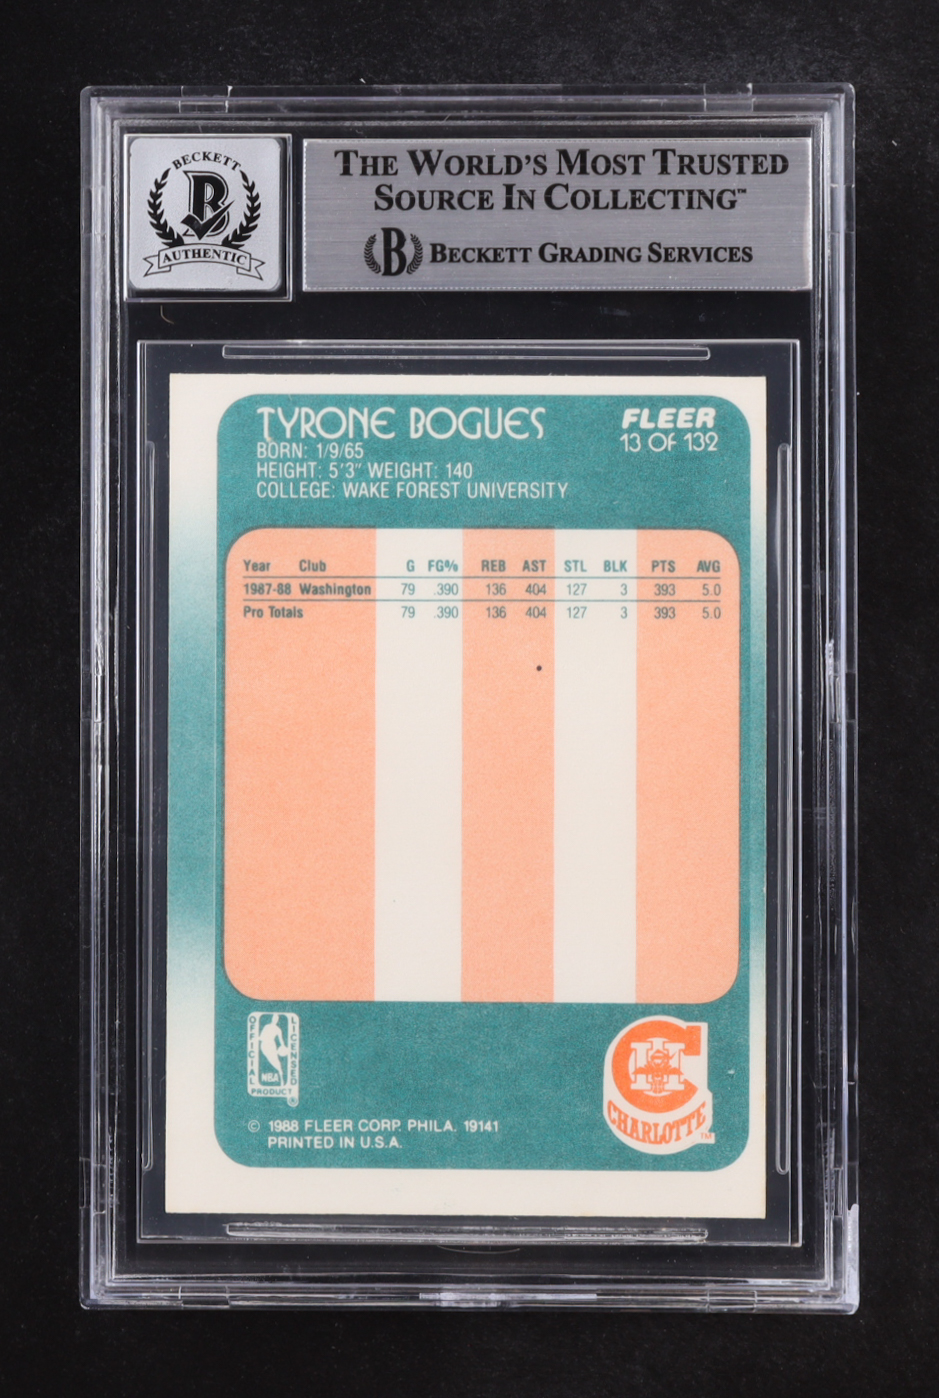 BECKETT
B
AUTHENTIC
THE WORLD'S MOST TRUSTED
SOURCE IN COLLECTING™
B BECKETT GRADING SERVICES
TYRONE BOGUES
FLEER
13 OF 132
BORN: 1/9/65
HEIGHT: 5'3" WEIGHT: 140
COLLEGE: WAKE FOREST UNIVERSITY
Year Club G FG% REB AST STL BLK PTS AVG
1987-88 Washington 79 .390 136 404 127 3 393 5.0
Pro Totals 79 .390 136 404 127 3 393 5.0
OFFICIAL LICENSED
NBA
PRODUCT ®
C H
CHARLOTTE ™
© 1988 FLEER CORP. PHILA. 19141
PRINTED IN U.S.A.